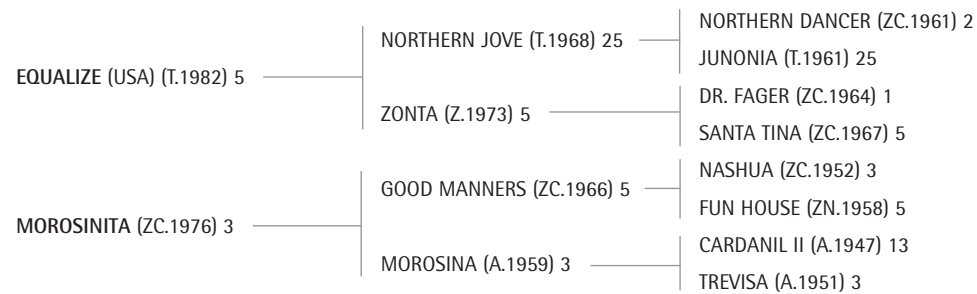 NORTHERN DANCER (ZC.1961) 2
NORTHERN JOVE (T.1968) 25
JUNONIA (T.1961) 25
EQUALIZE (USA) (T.1982) 5
DR. FAGER (ZC.1964) 1
ZONTA (Z.1973) 5
SANTA TINA (ZC.1967) 5
NASHUA (ZC.1952) 3
GOOD MANNERS (ZC.1966) 5
FUN HOUSE (ZN.1958) 5
MOROSINITA (ZC.1976) 3
CARDANIL II (A.1947) 13
MOROSINA (A.1959) 3
TREVISA (A.1951) 3